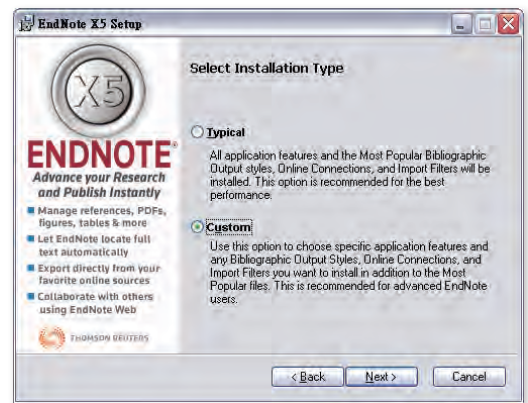 EndNote X5 Setup
X5
ENDNOTE®
Advance your Research
and Publish Instantly
Manage references, PDFs,
figures, tables & more
Let EndNote locate full
text automatically
Export directly from your
favorite online sources
Collaborate with others
using EndNote Web
THOMSON REUTERS
Select Installation Type
Typical
All application features and the Most Popular Bibliographic
Output styles, Online Connections, and Import Filters will be
installed. This option is recommended for the best
performance.
Custom
Use this option to choose specific application features and
any Bibliographic Output Styles, Online Connections, and
Import Filters you want to install in addition to the Most
Popular files. This is recommended for advanced EndNote
users.
< Back
Next >
Cancel